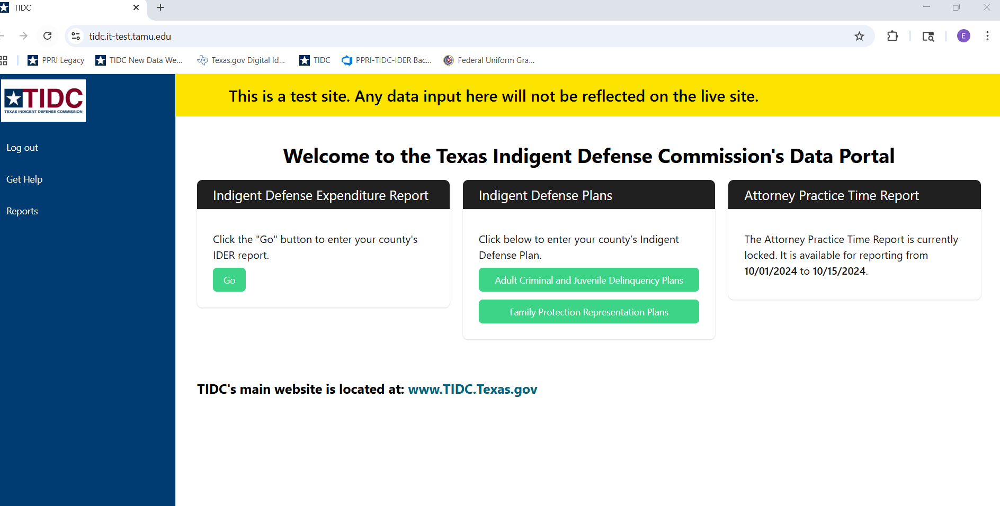 TIDC
tidc.it-test.tamu.edu
E
PPRI Legacy
TIDC New Data We...
Texas.gov Digital Id...
TIDC
PPRI-TIDC-IDER Bac...
Federal Uniform Gra...
TIDC
TEXAS INDIGENT DEFENSE COMMISSION
Log out
Get Help
Reports
This is a test site. Any data input here will not be reflected on the live site.
Welcome to the Texas Indigent Defense Commission's Data Portal
Indigent Defense Expenditure Report
Click the "Go" button to enter your county's
IDER report.
Go
Indigent Defense Plans
Click below to enter your county’s Indigent
Defense Plan.
Adult Criminal and Juvenile Delinquency Plans
Family Protection Representation Plans
Attorney Practice Time Report
The Attorney Practice Time Report is currently
locked. It is available for reporting from
10/01/2024 to 10/15/2024.
TIDC's main website is located at: www.TIDC.Texas.gov